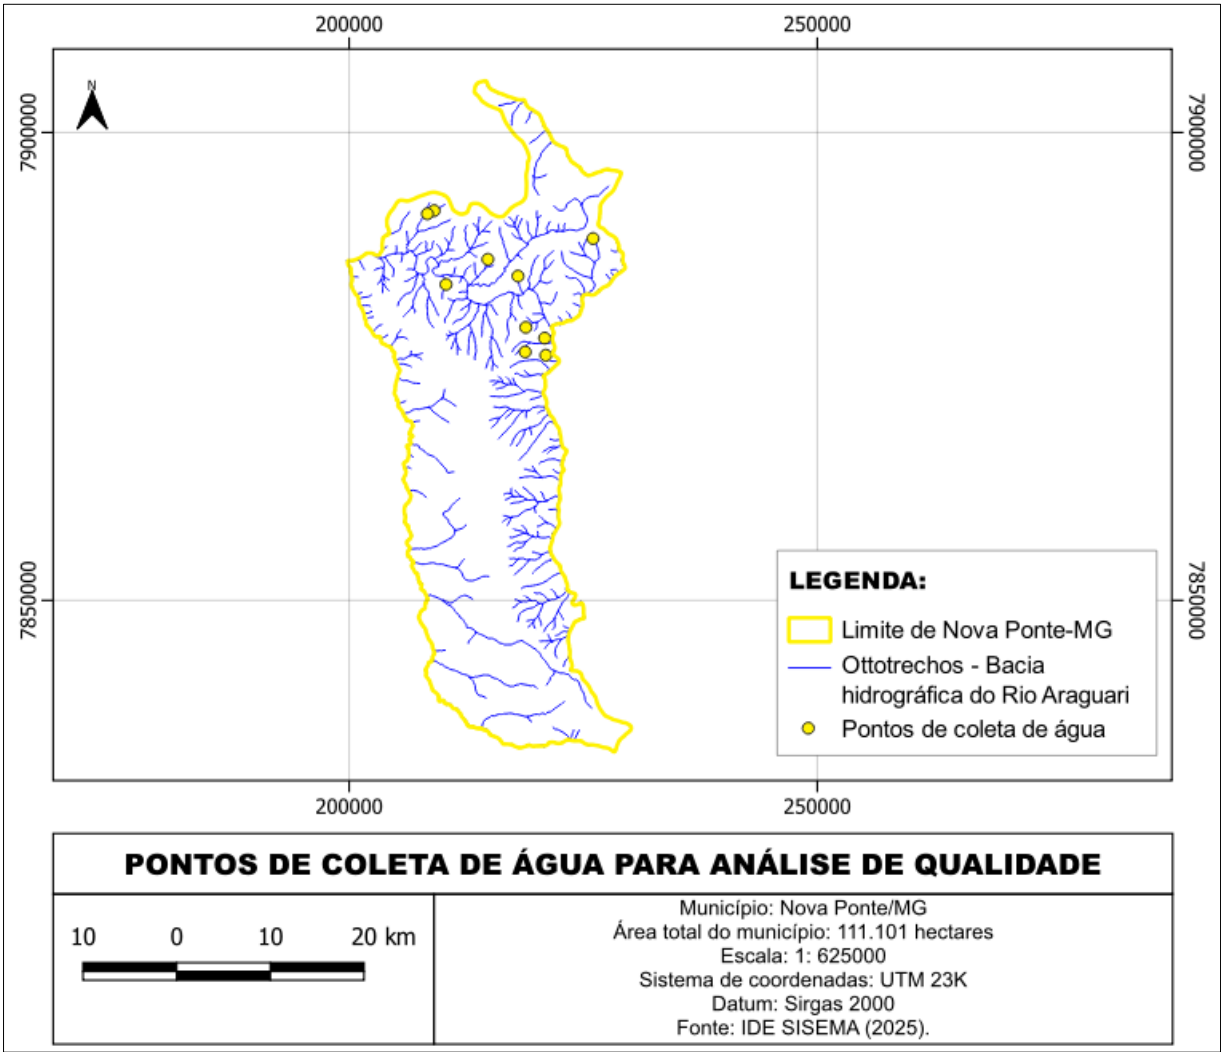 200000
250000
N
7900000
7900000
7850000
7850000
LEGENDA:
Limite de Nova Ponte-MG
Ottotrechos - Bacia
hidrográfica do Rio Araguari
Pontos de coleta de água
200000
250000
PONTOS DE COLETA DE ÁGUA PARA ANÁLISE DE QUALIDADE
10 0 10 20 km
Município: Nova Ponte/MG
Área total do município: 111.101 hectares
Escala: 1: 625000
Sistema de coordenadas: UTM 23K
Datum: Sirgas 2000
Fonte: IDE SISEMA (2025).